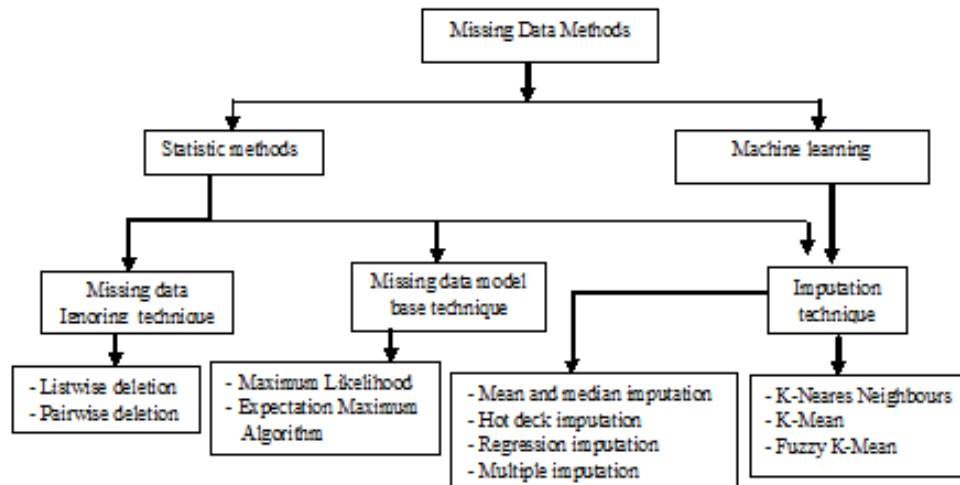 Missing Data Methods
Statistic methods
Machine learning
Missing data
Ignoring technique
Missing data model
base technique
Imputation
technique
- Listwise deletion
- Pairwise deletion
- Maximum Likelihood
- Expectation Maximum
Algorithm
- Mean and median imputation
- Hot deck imputation
- Regression imputation
- Multiple imputation
- K-Neares Neighbours
- K-Mean
- Fuzzy K-Mean